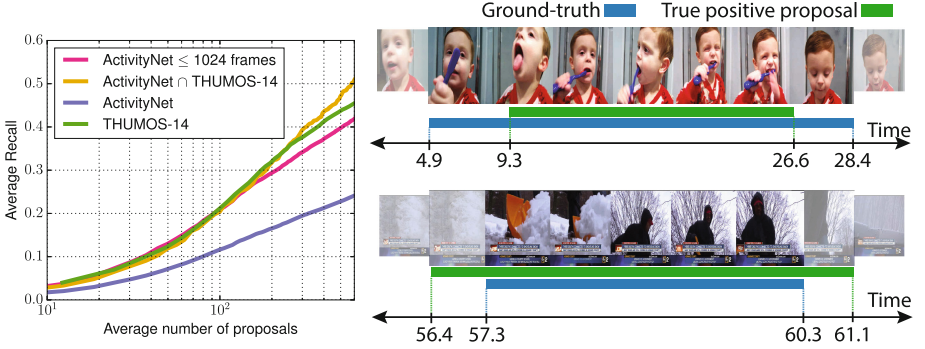 Ground-truth
True positive proposal
0.6
0.5
0.4
0.3
0.2
0.1
0.0
ActivityNet ≤ 1024 frames
ActivityNet ∩ THUMOS-14
ActivityNet
THUMOS-14
Average Recall
10¹
10²
Average number of proposals
Time
4.9
9.3
26.6
28.4
Time
56.4
57.3
60.3
61.1